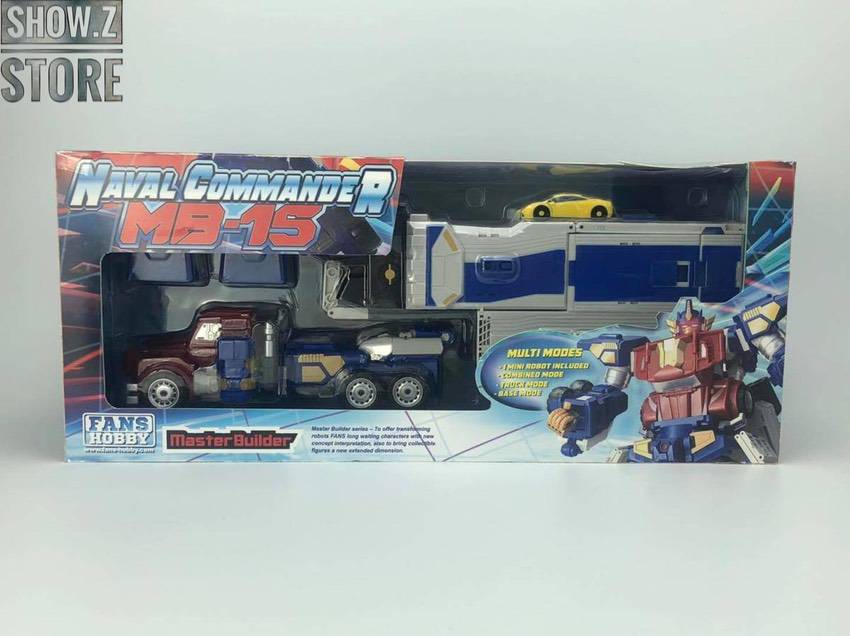 SHOW.Z
STORE
NAVAL COMMANDER
MB-15
MULTI MODES
- 1 MINI ROBOT INCLUDED
- COMBINED MODE
- TRUCK MODE
- BASE MODE
FANS
HOBBY
MasterBuilder
Master Builder series – To offer transforming
robots FANS long waiting characters with new
concept interpretation, also to bring collectible
figures a new extended dimension.